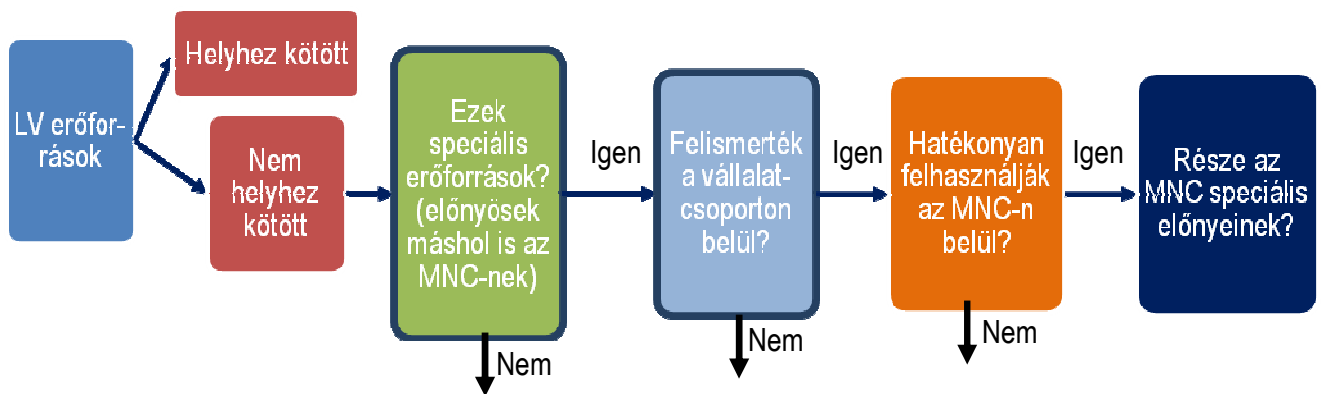 LV erőfor-
rások
Helyhez kötött
Nem
helyhez
kötött
Ezek
speciális
erőforrások?
(előnyösek
máshol is az
MNC-nek)
Igen
Nem
Felismerték
a vállalat-
csoporton
belül?
Igen
Nem
Hatékonyan
felhasználják
az MNC-n
belül?
Igen
Nem
Része az
MNC speciális
előnyeinek?